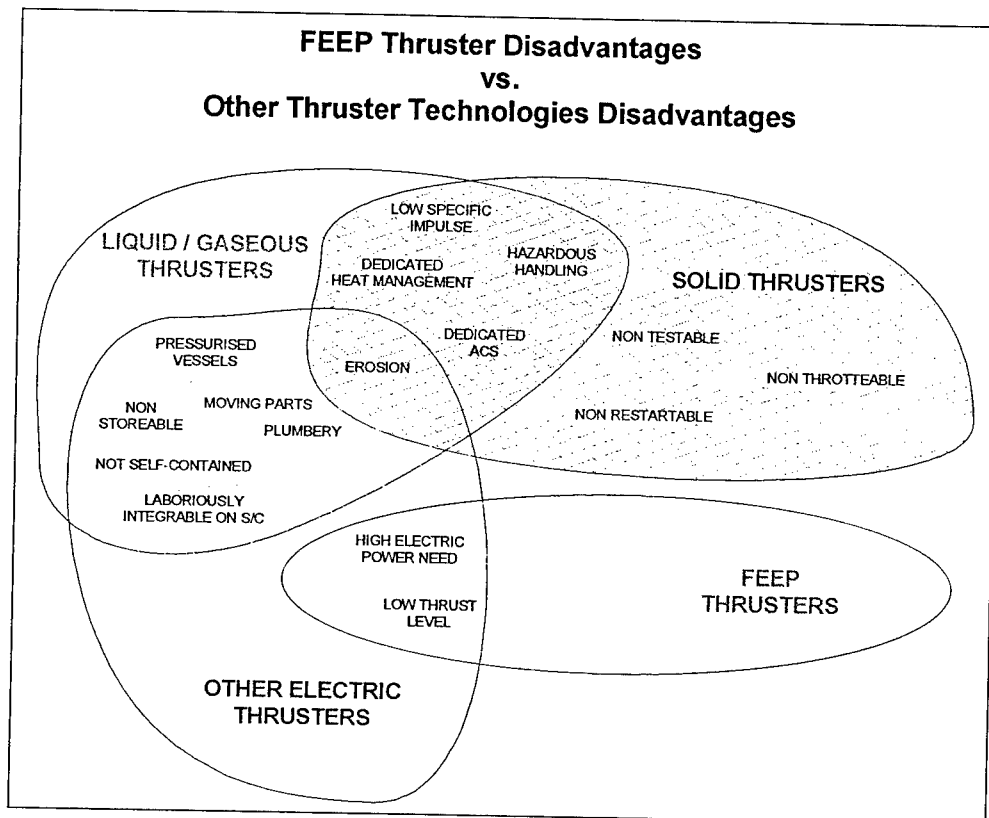 FEEP Thruster Disadvantages
vs.
Other Thruster Technologies Disadvantages
LIQUID / GASEOUS
THRUSTERS
LOW SPECIFIC
IMPULSE
HAZARDOUS
HANDLING
DEDICATED
HEAT MANAGEMENT
SOLID THRUSTERS
DEDICATED
ACS
NON TESTABLE
PRESSURISED
VESSELS
EROSION
NON THROTTEABLE
NON
STOREABLE
MOVING PARTS
PLUMBERY
NON RESTARTABLE
NOT SELF-CONTAINED
LABORIOUSLY
INTEGRABLE ON S/C
HIGH ELECTRIC
POWER NEED
LOW THRUST
LEVEL
FEEP
THRUSTERS
OTHER ELECTRIC
THRUSTERS